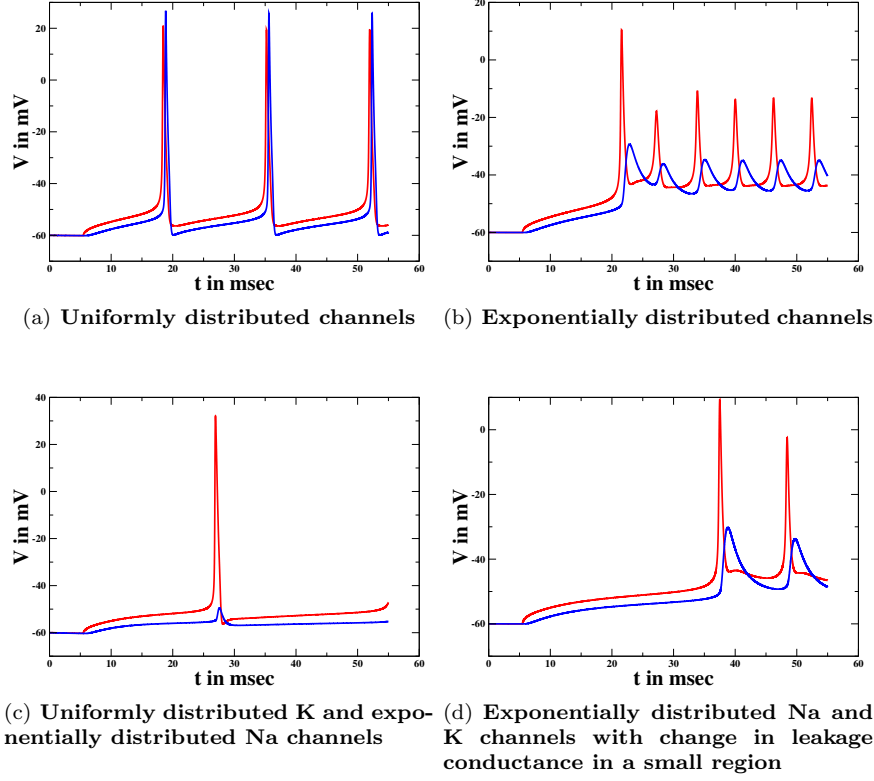 20
0
-20
-40
-60
V in mV
0 10 20 30 40 50 60
t in msec
(a) Uniformly distributed channels
20
0
-20
-40
-60
V in mV
0 10 20 30 40 50 60
t in msec
(b) Exponentially distributed channels
40
20
0
-20
-40
-60
V in mV
0 10 20 30 40 50 60
t in msec
(c) Uniformly distributed K and expo-
nentially distributed Na channels
0
-20
-40
-60
V in mV
0 10 20 30 40 50 60
t in msec
(d) Exponentially distributed Na and
K channels with change in leakage
conductance in a small region